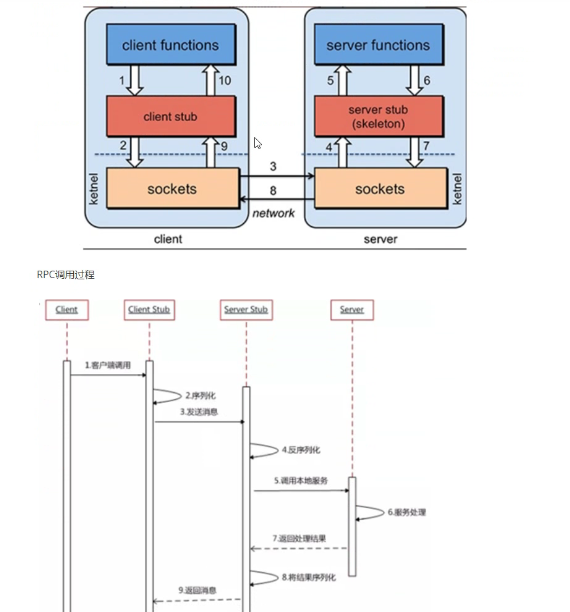 client functions
server functions
1
10
5
6
client stub
server stub
(skeleton)
2
9
4
7
3
ketnel
sockets
sockets
ketnel
8
network
client
server
RPC调用过程
Client
Client Stub
Server Stub
Server
1.客户端调用
2.序列化
3.发送消息
4.反序列化
5.调用本地服务
6.服务处理
7.返回处理结果
8.将结果序列化
9.返回消息